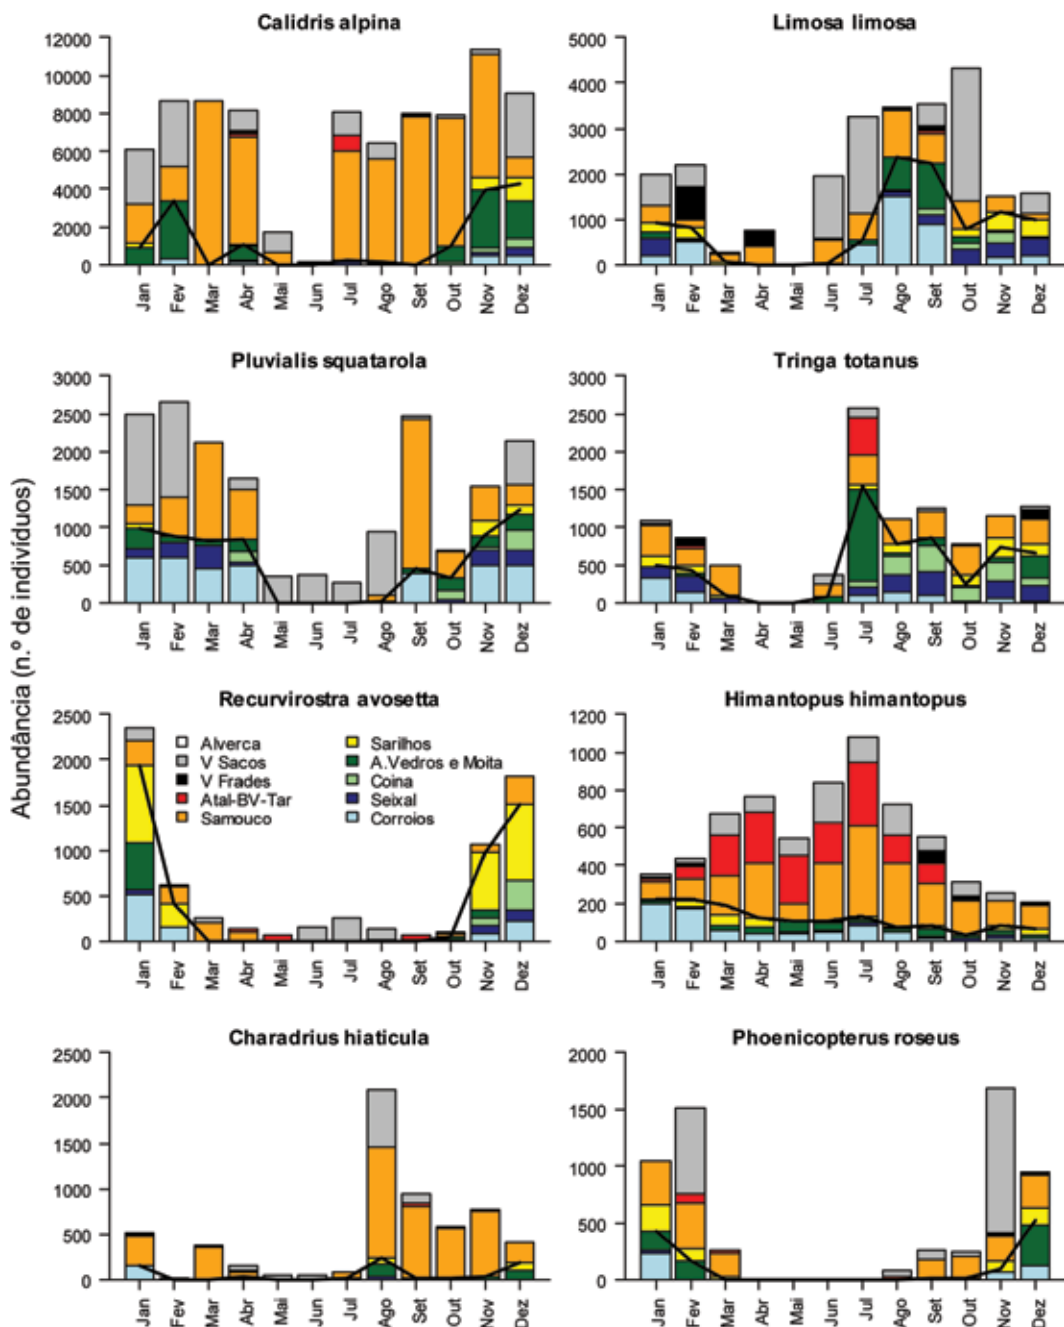 Abundância (n.º de indivíduos)
Calidris alpina
12000
10000
8000
6000
4000
2000
0
Jan Fev Mar Abr Mai Jun Jul Ago Set Out Nov Dez
Limosa limosa
5000
4000
3000
2000
1000
0
Jan Fev Mar Abr Mai Jun Jul Ago Set Out Nov Dez
Pluvialis squatarola
3000
2500
2000
1500
1000
500
0
Jan Fev Mar Abr Mai Jun Jul Ago Set Out Nov Dez
Tringa totanus
3000
2500
2000
1500
1000
500
0
Jan Fev Mar Abr Mai Jun Jul Ago Set Out Nov Dez
Recurvirostra avosetta
2500
2000
1500
1000
500
0
Alverca
V Sacos
V Frades
Atal-BV-Tar
Samouco
Sarilhos
A.Vedros e Moita
Coina
Seixal
Corroios
Jan Fev Mar Abr Mai Jun Jul Ago Set Out Nov Dez
Himantopus himantopus
1200
1000
800
600
400
200
0
Jan Fev Mar Abr Mai Jun Jul Ago Set Out Nov Dez
Charadrius hiaticula
2500
2000
1500
1000
500
0
Jan Fev Mar Abr Mai Jun Jul Ago Set Out Nov Dez
Phoenicopterus roseus
2000
1500
1000
500
0
Jan Fev Mar Abr Mai Jun Jul Ago Set Out Nov Dez